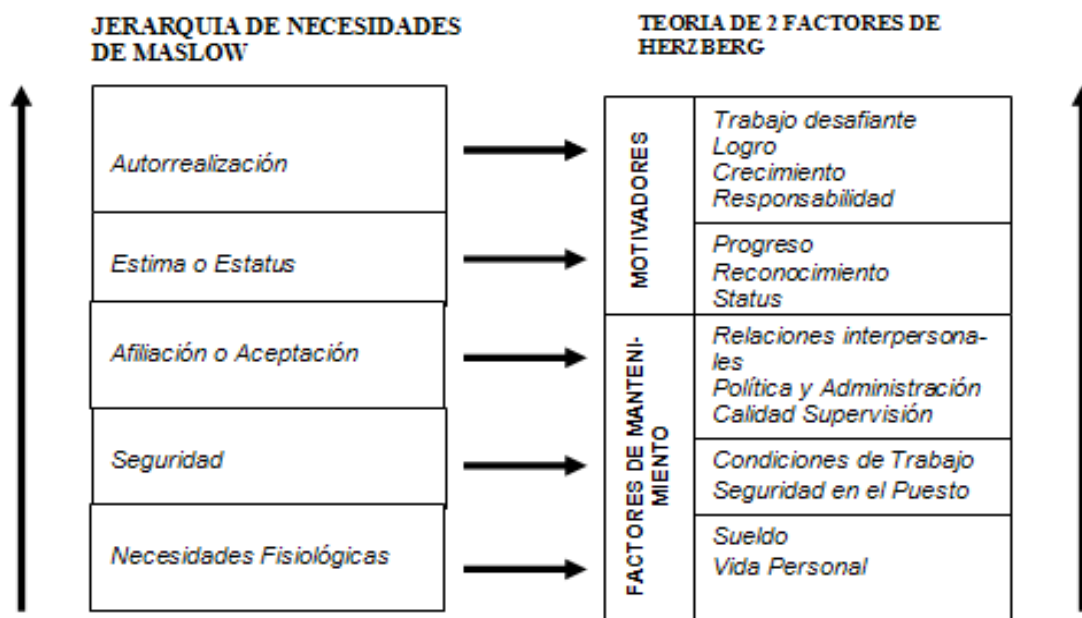 JERARQUIA DE NECESIDADES
DE MASLOW
Autorrealización
Estima o Estatus
Afiliación o Aceptación
Seguridad
Necesidades Fisiológicas
TEORIA DE 2 FACTORES DE
HERZBERG
MOTIVADORES
Trabajo desafiante
Logro
Crecimiento
Responsabilidad
Progreso
Reconocimiento
Status
FACTORES DE MANTENI-
MIENTO
Relaciones interpersona-
les
Política y Administración
Calidad Supervisión
Condiciones de Trabajo
Seguridad en el Puesto
Sueldo
Vida Personal